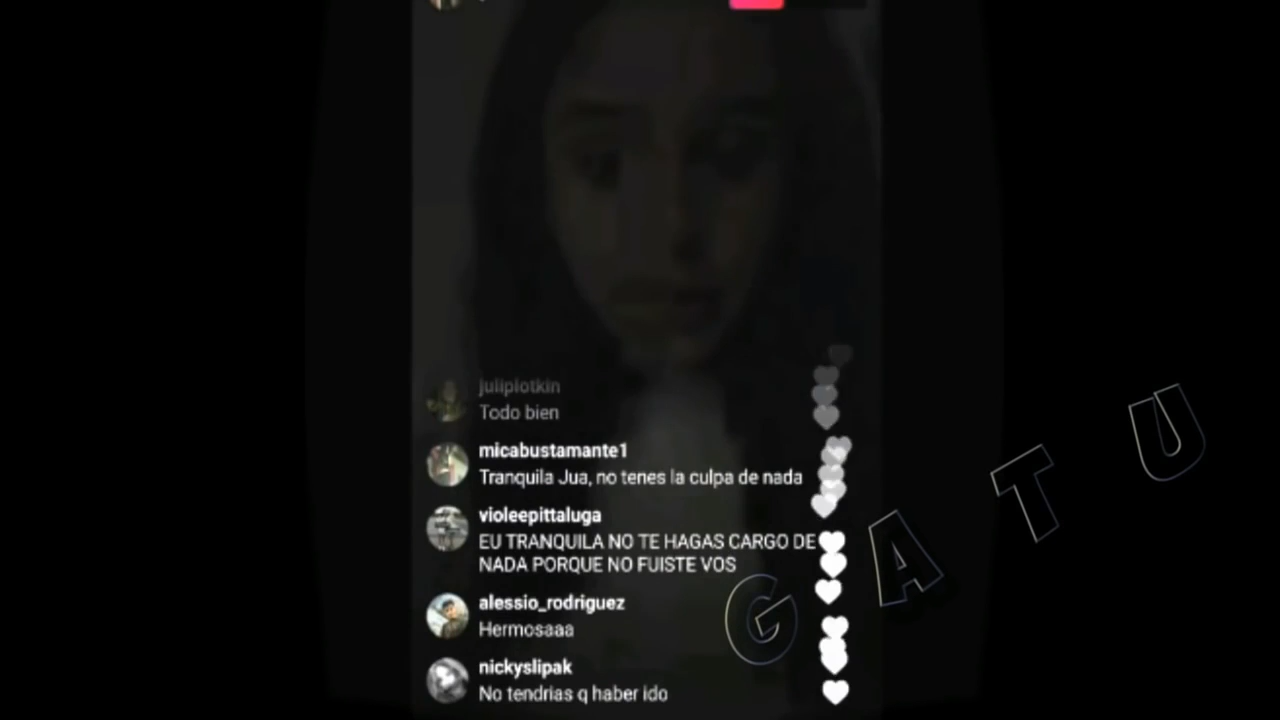 juliplotkin
Todo bien
micabustamante1
Tranquila Jua, no tenes la culpa de nada
violeepittaluga
EU TRANQUILA NO TE HAGAS CARGO DE
NADA PORQUE NO FUISTE VOS
alessio_rodriguez
Hermosaaa
nickyslipak
No tendrias q haber ido
GATU